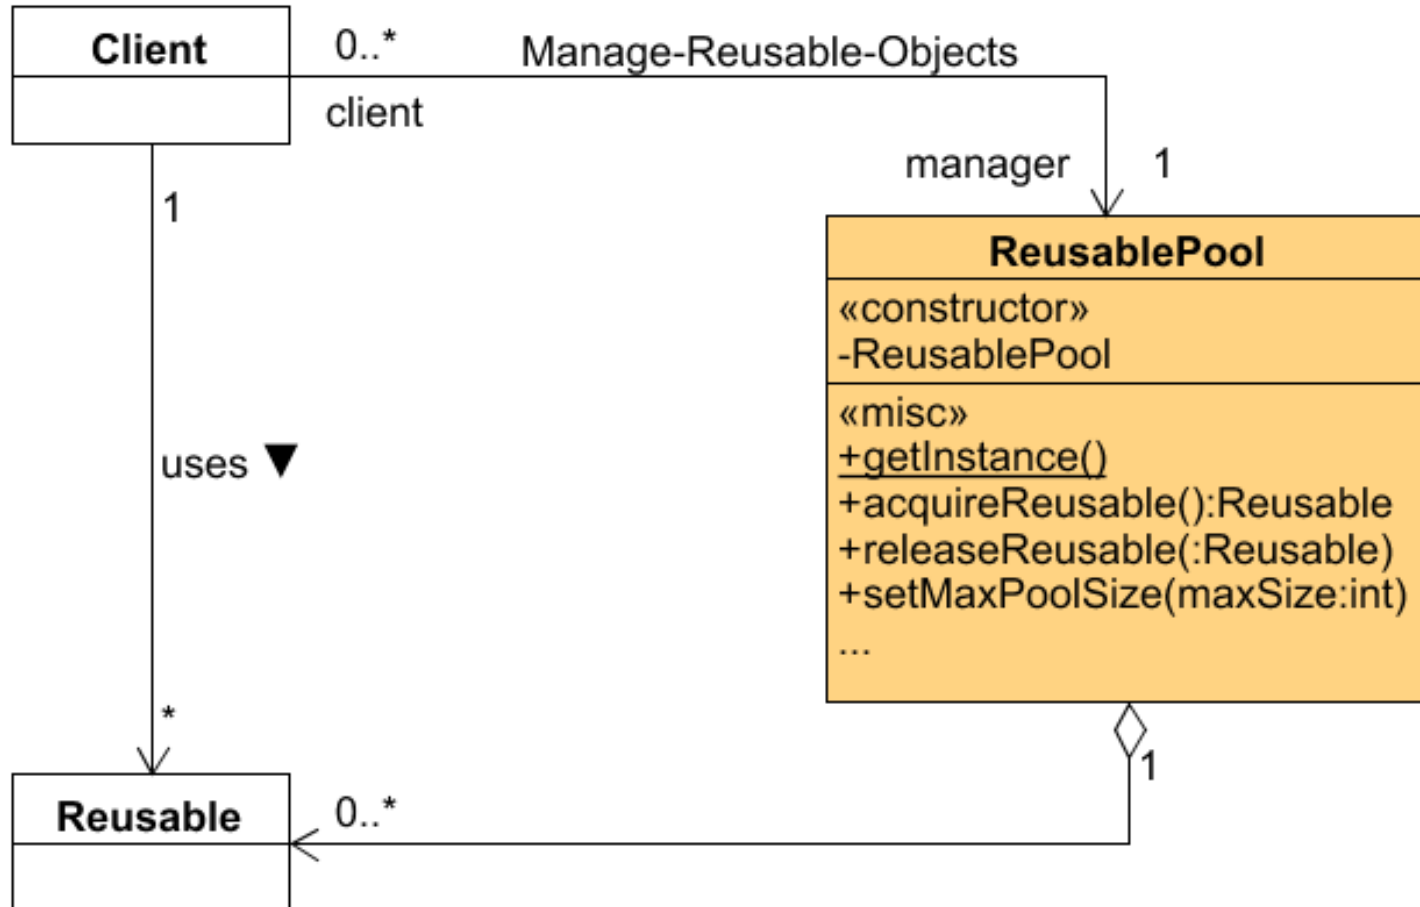 Client
0..*
Manage-Reusable-Objects
client
manager 1
1
ReusablePool
«constructor»
-ReusablePool
«misc»
+getInstance()
+acquireReusable():Reusable
+releaseReusable(:Reusable)
+setMaxPoolSize(maxSize:int)
...
uses ▼
*
1
Reusable
0..*